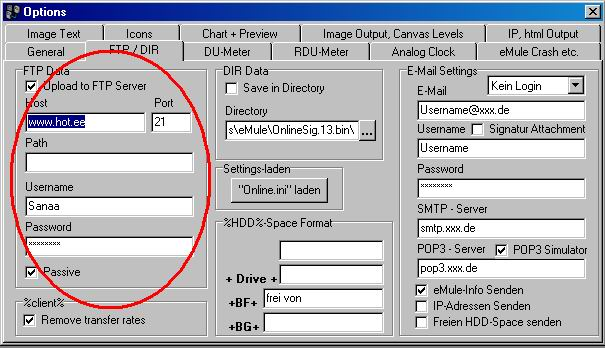 Options
Image Text
Icons
Chart + Preview
Image Output, Canvas Levels
IP, html Output
General
FTP / DIR
DU-Meter
RDU-Meter
Analog Clock
eMule Crash etc.
FTP Data
Upload to FTP Server
Host
Port
www.hot.ee
21
Path
Username
Sanaa
Password
********
Passive
%client%
Remove transfer rates
DIR Data
Save in Directory
Directory
s\eMule\OnlineSig.13.bin\
...
Settings-laden
"Online.ini" laden
%HDD%-Space Format
+ Drive +
+BF+
frei von
+BG+
E-Mail Settings
Kein Login
E-Mail
Username@xxx.de
Username
Signatur Attachment
Username
Password
********
SMTP - Server
smtp.xxx.de
POP3 - Server
POP3 Simulator
pop3.xxx.de
eMule-Info Senden
IP-Adressen Senden
Freien HDD-Space senden